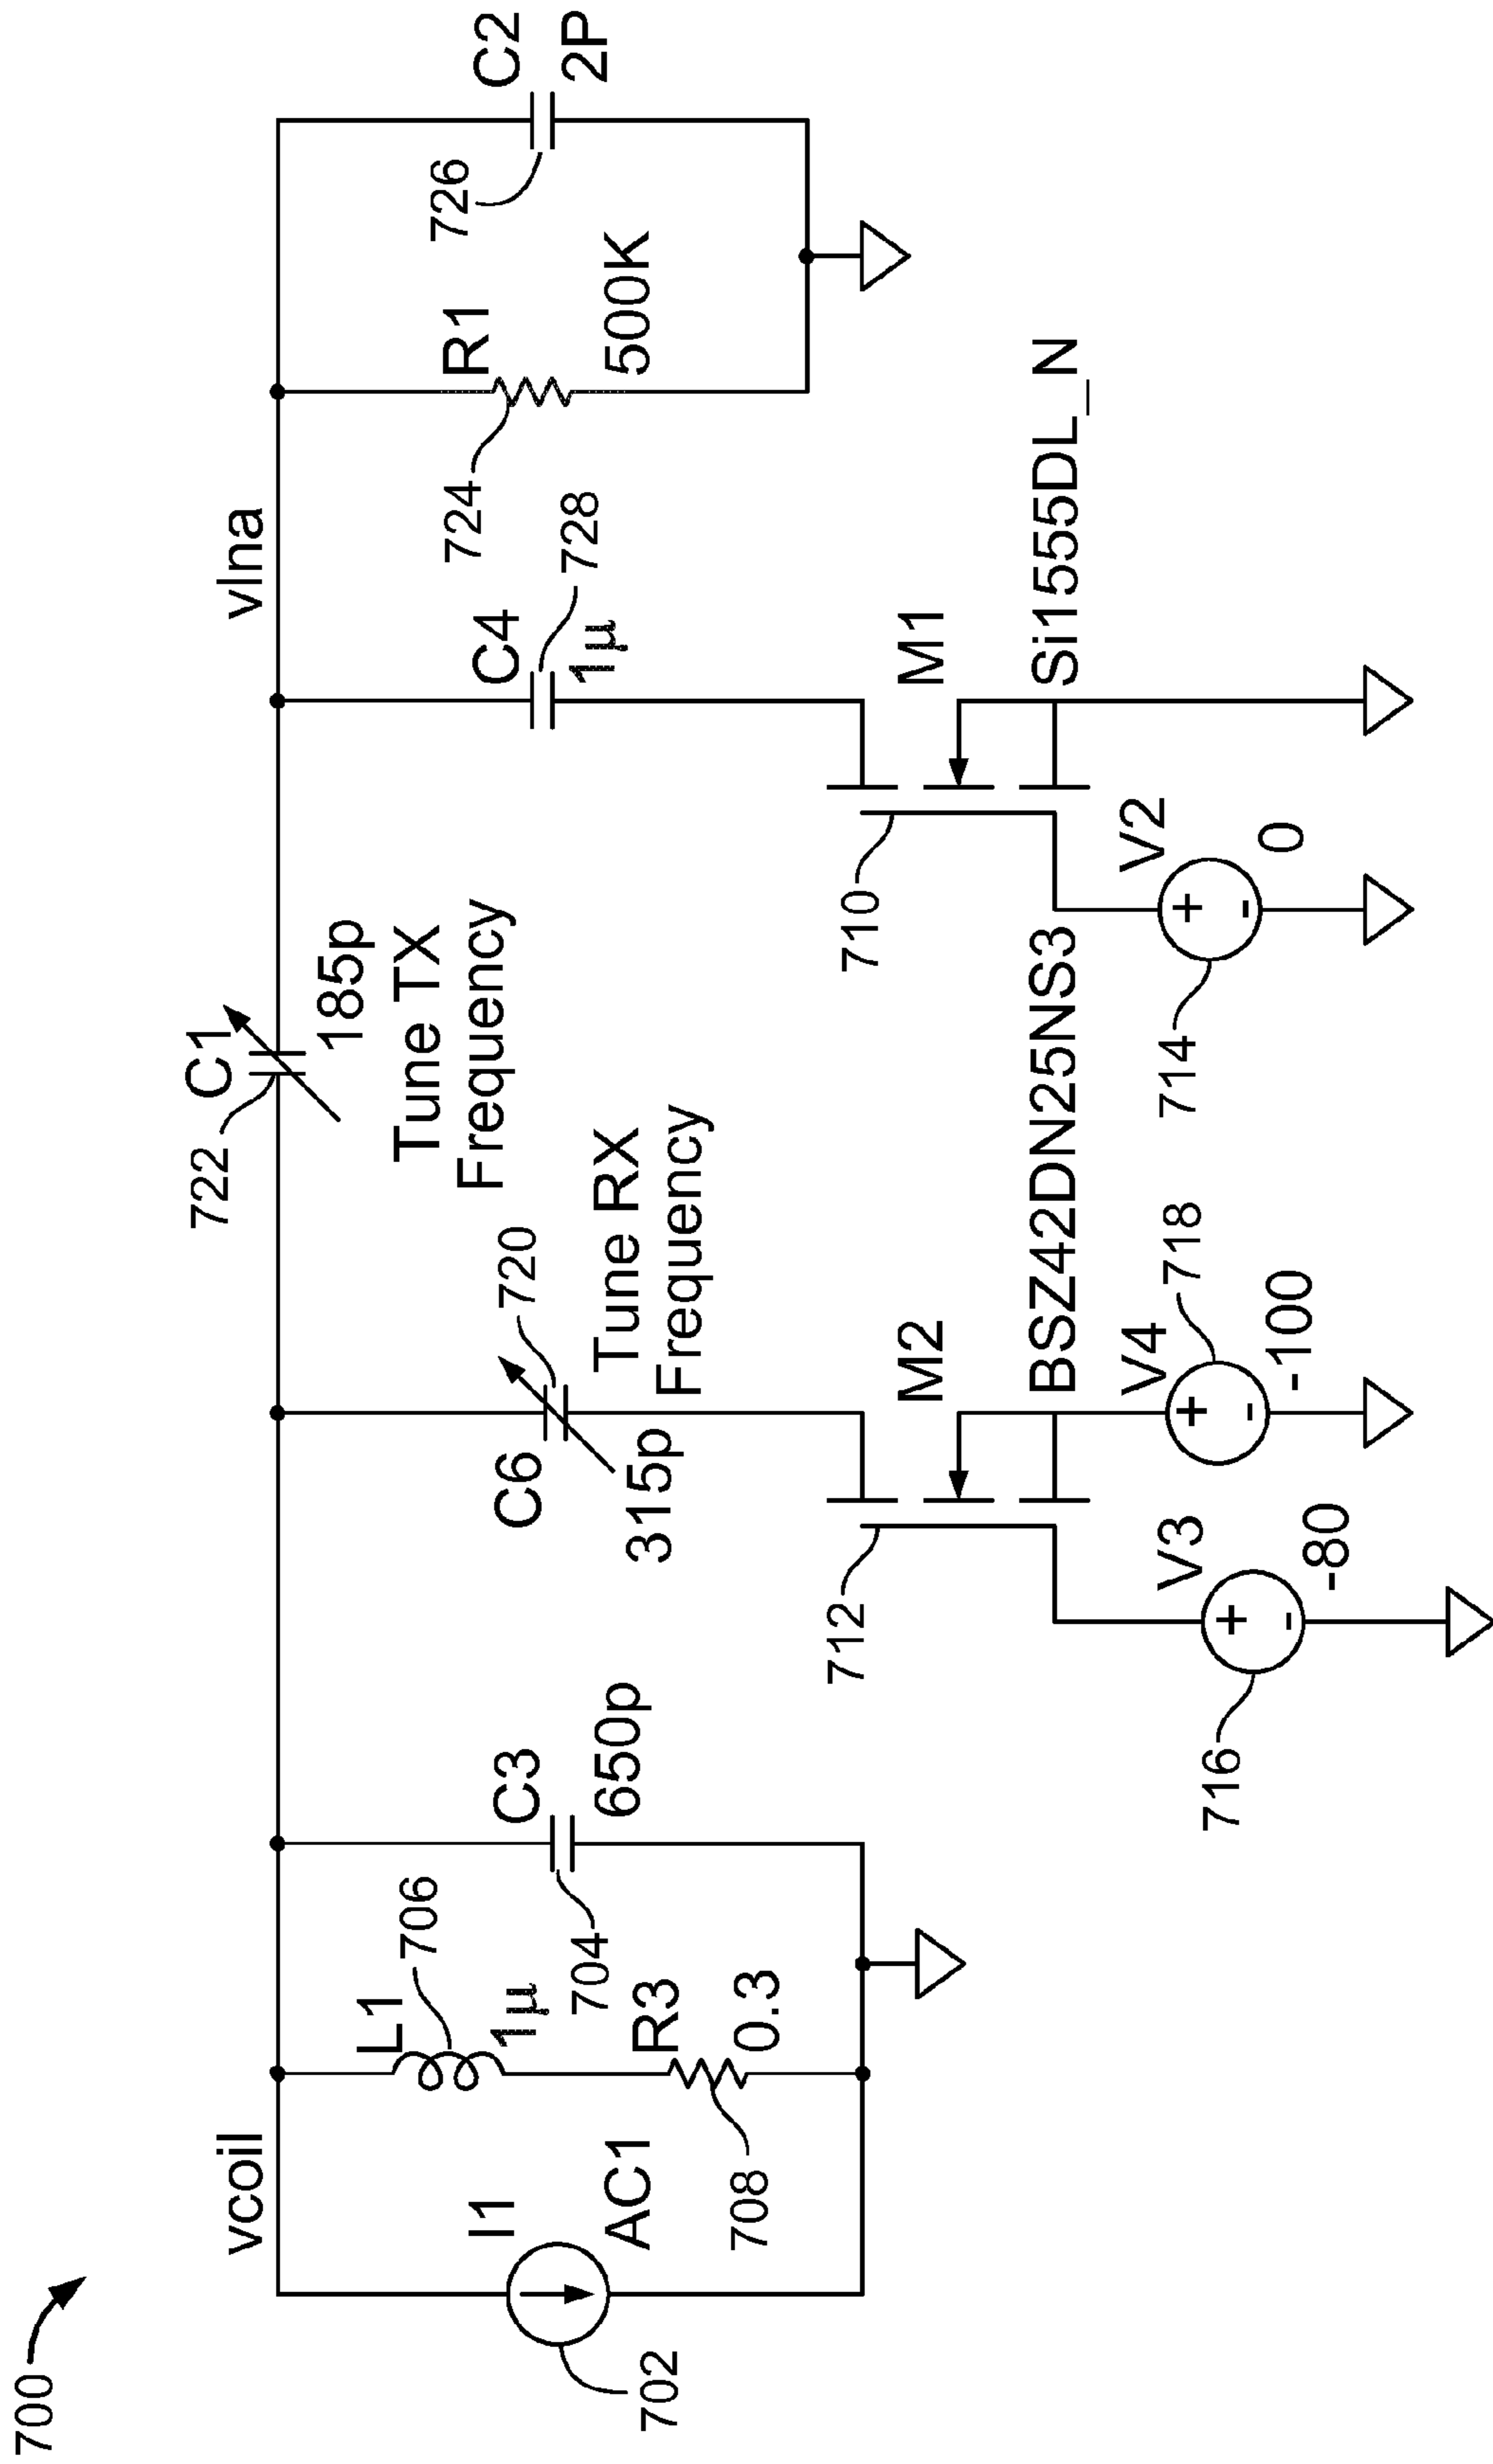 700
vcoil
I1
702
AC1
L1
706
1µ
R3
708
0.3
C3
704
650p
C6
720
315p
Tune RX
Frequency
712
M2
BSZ42DN25NS3
V3
716
-80
V4
718
-100
C1
722
185p
Tune TX
Frequency
vlna
C4
728
1µ
710
M1
Si1555DL_N
V2
714
0
R1
724
500K
C2
726
2P